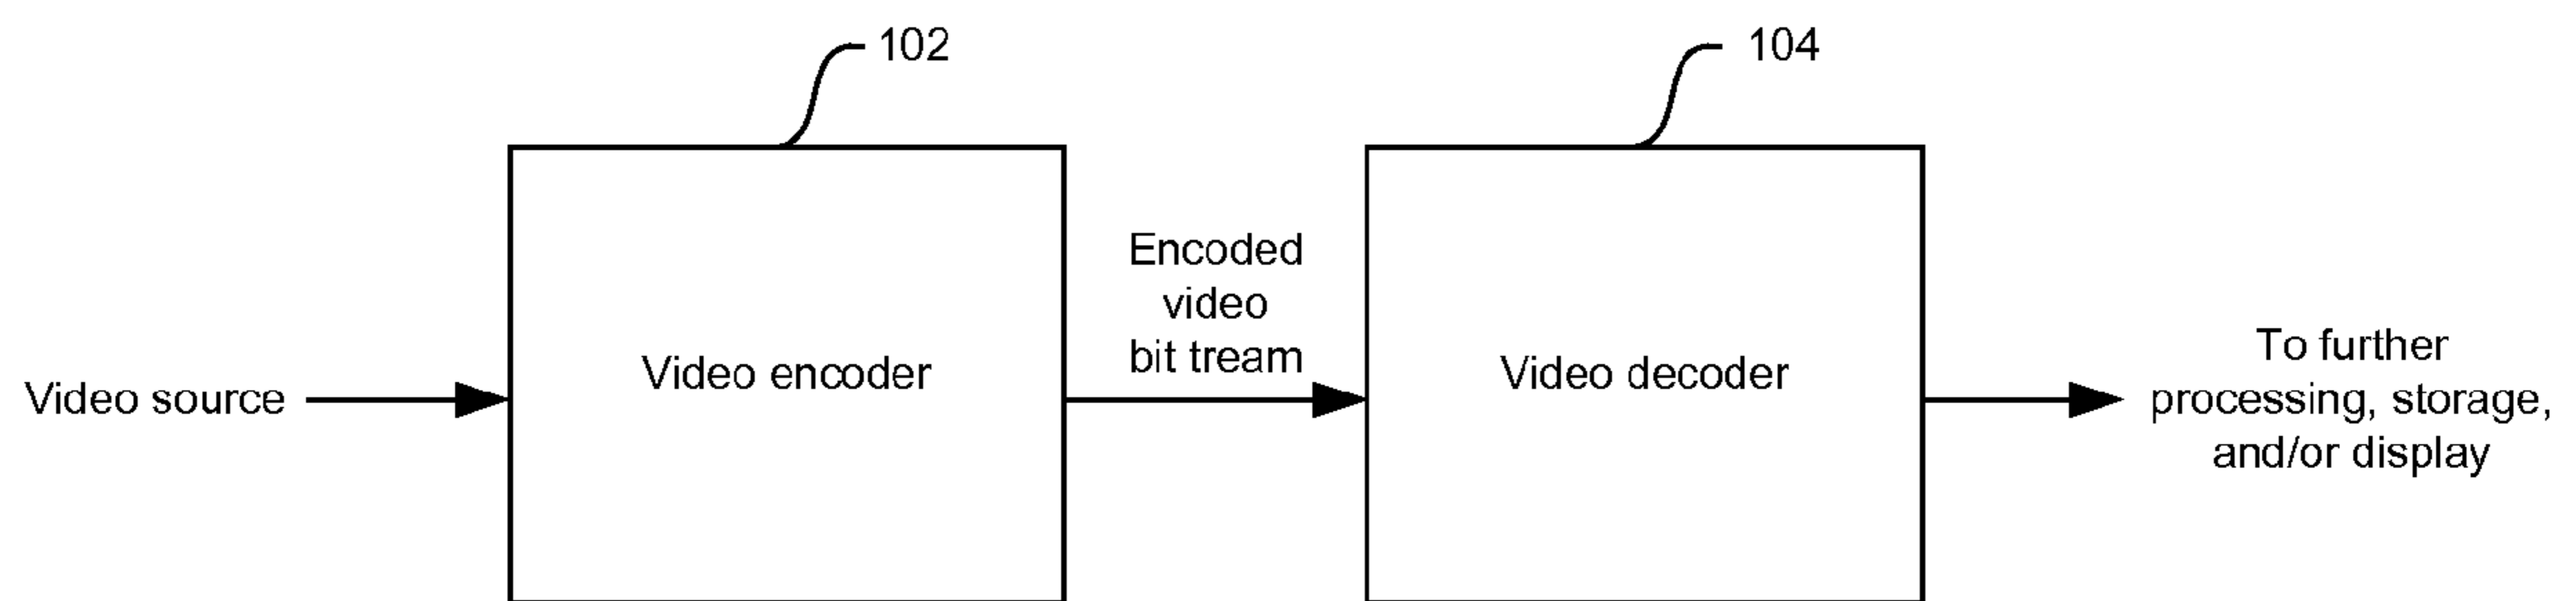 102
104
Video source
Video encoder
Encoded
video
bit tream
Video decoder
To further
processing, storage,
and/or display